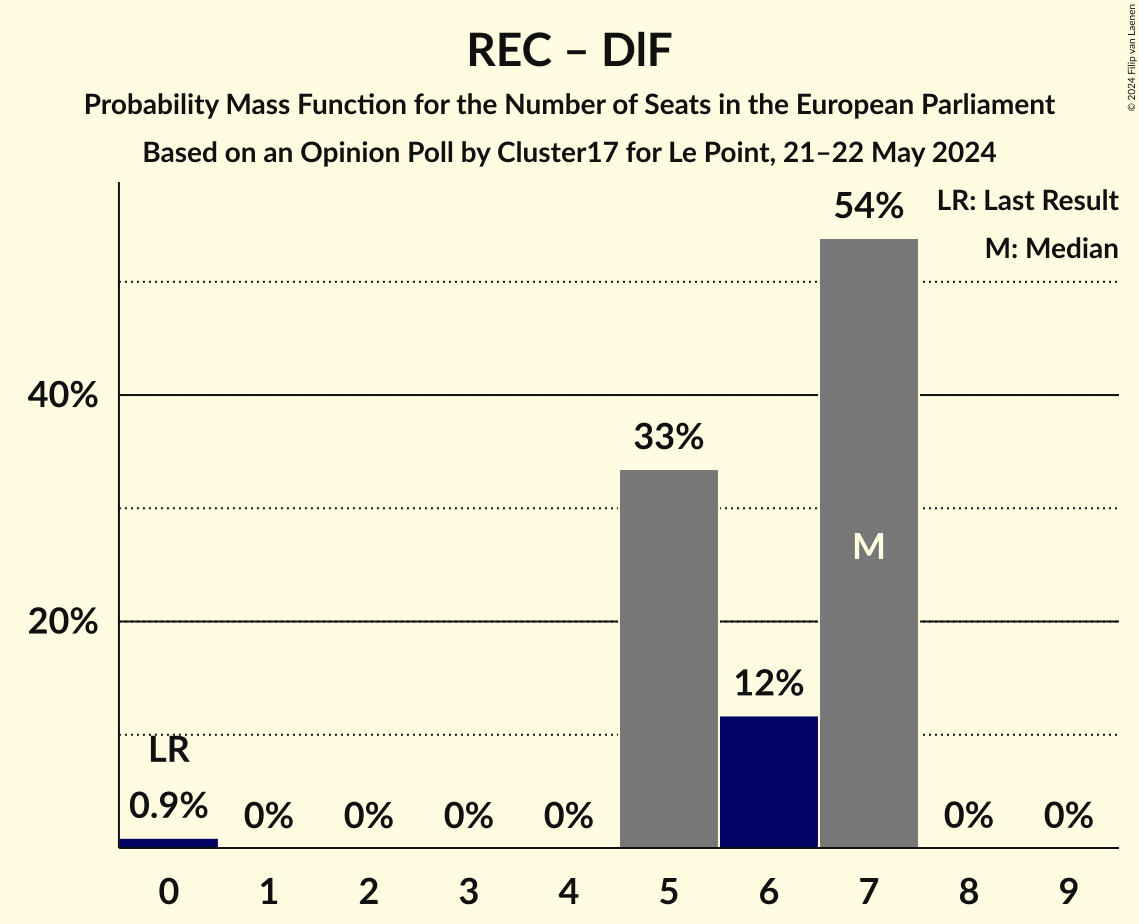 REC – DlF
Probability Mass Function for the Number of Seats in the European Parliament
Based on an Opinion Poll by Cluster17 for Le Point, 21–22 May 2024
© 2024 Filip van Laenen
LR: Last Result
M: Median
54%
40%
33%
M
20%
12%
LR
0.9%
0%
0%
0%
0%
0%
0%
0 1 2 3 4 5 6 7 8 9